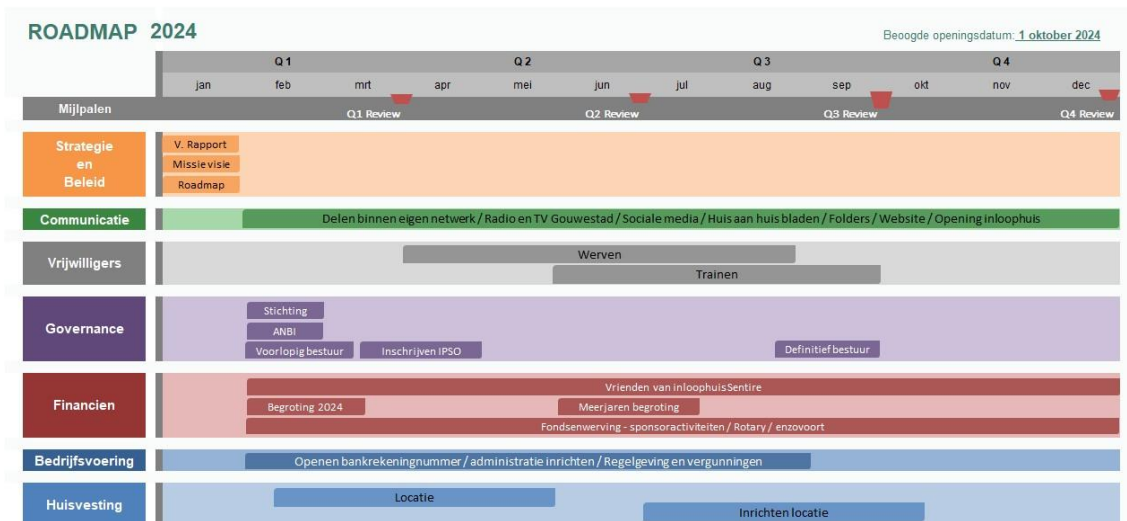 ROADMAP 2024
Beoogde openingsdatum: 1 oktober 2024
Q 1 Q 2 Q 3 Q 4
jan feb mrt apr mei jun jul aug sep okt nov dec
Mijlpalen
Q1 Review Q2 Review Q3 Review Q4 Review
Strategie
en
Beleid
V. Rapport
Missie visie
Roadmap
Communicatie
Delen binnen eigen netwerk / Radio en TV Gouwestad / Sociale media / Huis aan huis bladen / Folders / Website / Opening inloophuis
Vrijwilligers
Werven
Trainen
Governance
Stichting
ANBI
Voorlopig bestuur Inschrijven IPSO Definitief bestuur
Financien
Vrienden van inloophuis Sentire
Begroting 2024 Meerjaren begroting
Fondsenwerving - sponsoractiviteiten / Rotary / enzovoort
Bedrijfsvoering
Openen bankrekeningnummer / administratie inrichten / Regelgeving en vergunningen
Huisvesting
Locatie
Inrichten locatie